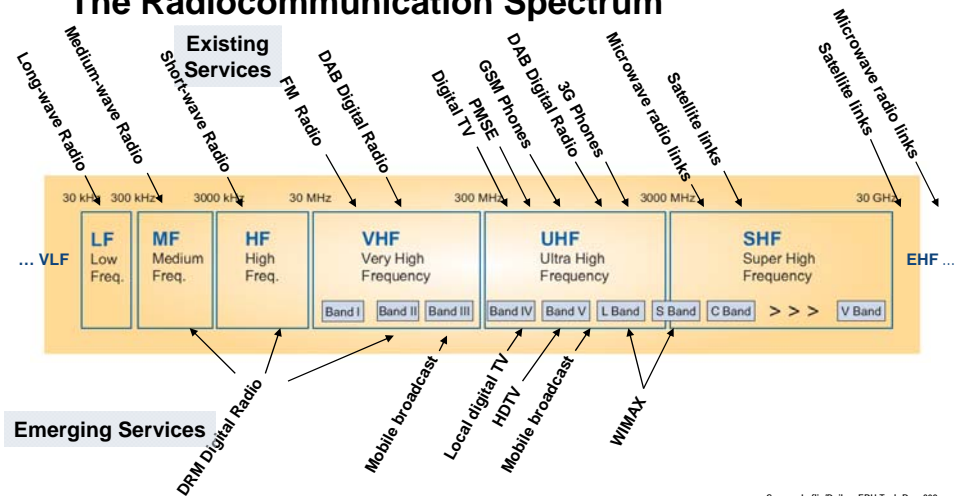 The Radiocommunication Spectrum
Existing
Services
Long-wave Radio
Medium-wave Radio
Short-wave Radio
FM Radio
DAB Digital Radio
Digital TV
PMSE
GSM Phones
DAB Digital Radio
3G Phones
Microwave radio links
Satellite links
Satellite links
Microwave radio links
30 kHz 300 kHz 3000 kHz 30 MHz 300 MHz 3000 MHz 30 GHz
... VLF
LF
Low
Freq.
MF
Medium
Freq.
HF
High
Freq.
VHF
Very High
Frequency
UHF
Ultra High
Frequency
SHF
Super High
Frequency
EHF ...
Band I Band II Band III Band IV Band V L Band S Band C Band > > > V Band
Emerging Services
DRM Digital Radio
Mobile broadcast
Local digital TV
HDTV
Mobile broadcast
WIMAX